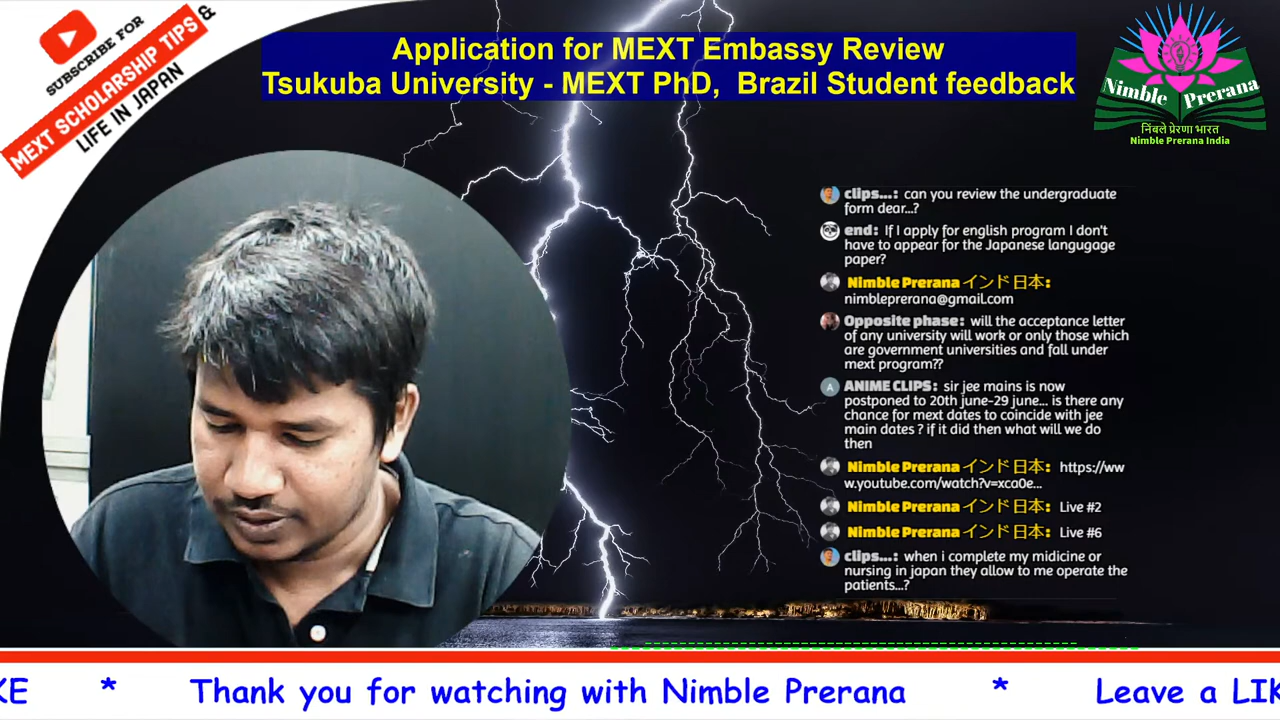 SUBSCRIBE FOR
MEXT SCHOLARSHIP TIPS &
LIFE IN JAPAN
Application for MEXT Embassy Review
Tsukuba University - MEXT PhD, Brazil Student feedback
Nimble Prerana
निंबले प्रेरणा भारत
Nimble Prerana India
clips...: can you review the undergraduate
form dear...?
end: If I apply for english program I don't
have to appear for the Japanese langugage
paper?
Nimble Prerana インド日本:
nimbleprerana@gmail.com
Opposite phase: will the acceptance letter
of any university will work or only those which
are government universities and fall under
mext program??
A
ANIME CLIPS: sir jee mains is now
postponed to 20th june-29 june... is there any
chance for mext dates to coincide with jee
main dates ? if it did then what will we do
then
Nimble Prerana インド日本: https://ww
w.youtube.com/watch?v=xca0e...
Nimble Prerana インド日本: Live #2
Nimble Prerana インド日本: Live #6
clips...: when i complete my midicine or
nursing in japan they allow to me operate the
patients...?
KE * Thank you for watching with Nimble Prerana * Leave a LIK